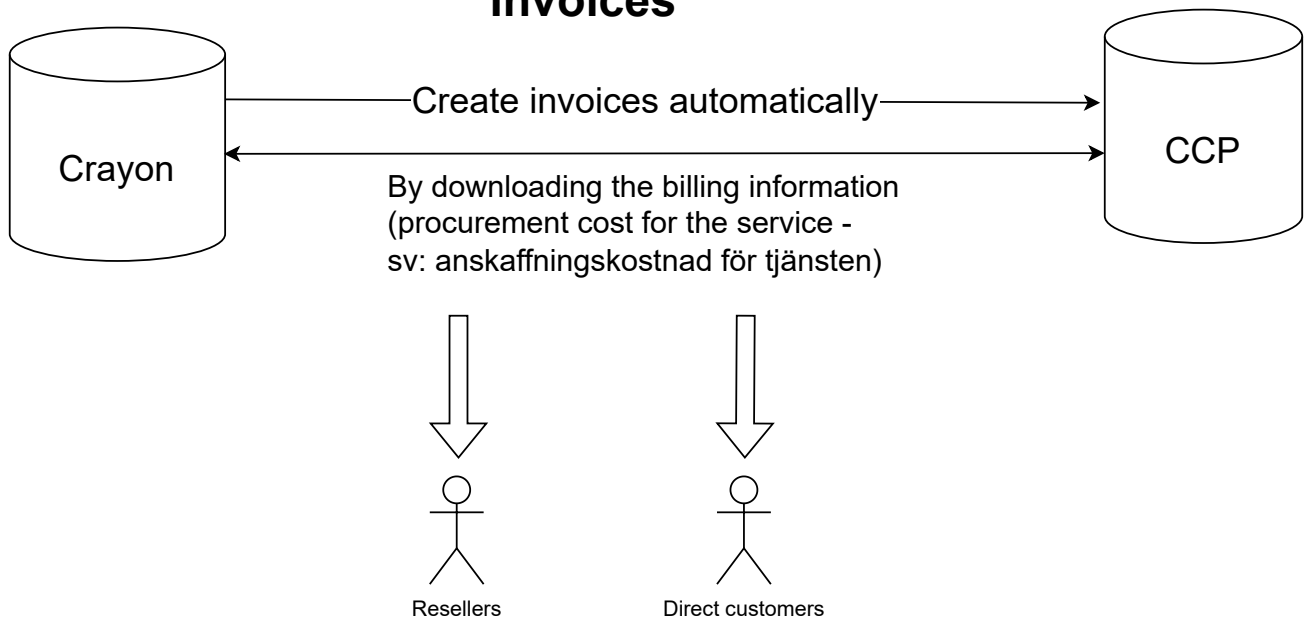 Invoices
Create invoices automatically
Crayon
CCP
By downloading the billing information
(procurement cost for the service -
sv: anskaffningskostnad för tjänsten)
Resellers
Direct customers